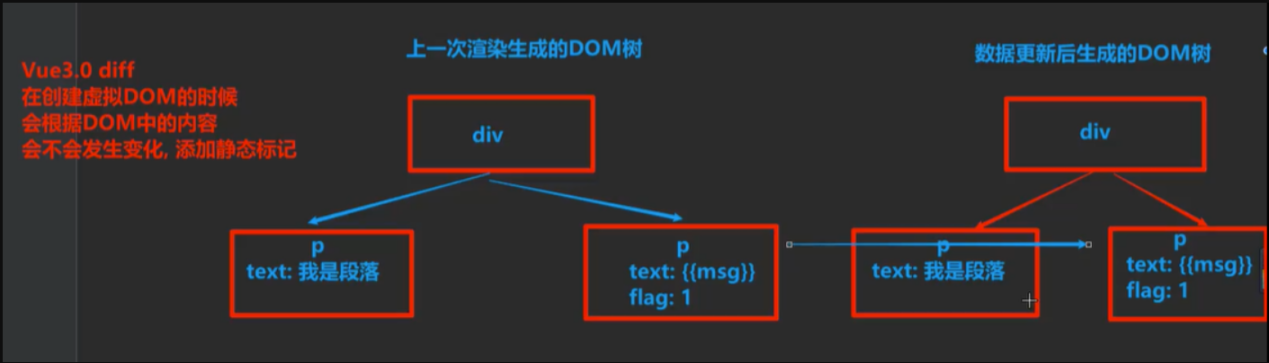 Vue3.0 diff
在创建虚拟DOM的时候
会根据DOM中的内容
会不会发生变化, 添加静态标记
上一次渲染生成的DOM树
div
p
text: 我是段落
p
text: {{msg}}
flag: 1
数据更新后生成的DOM树
div
p
text: 我是段落
p
text: {{msg}}
flag: 1